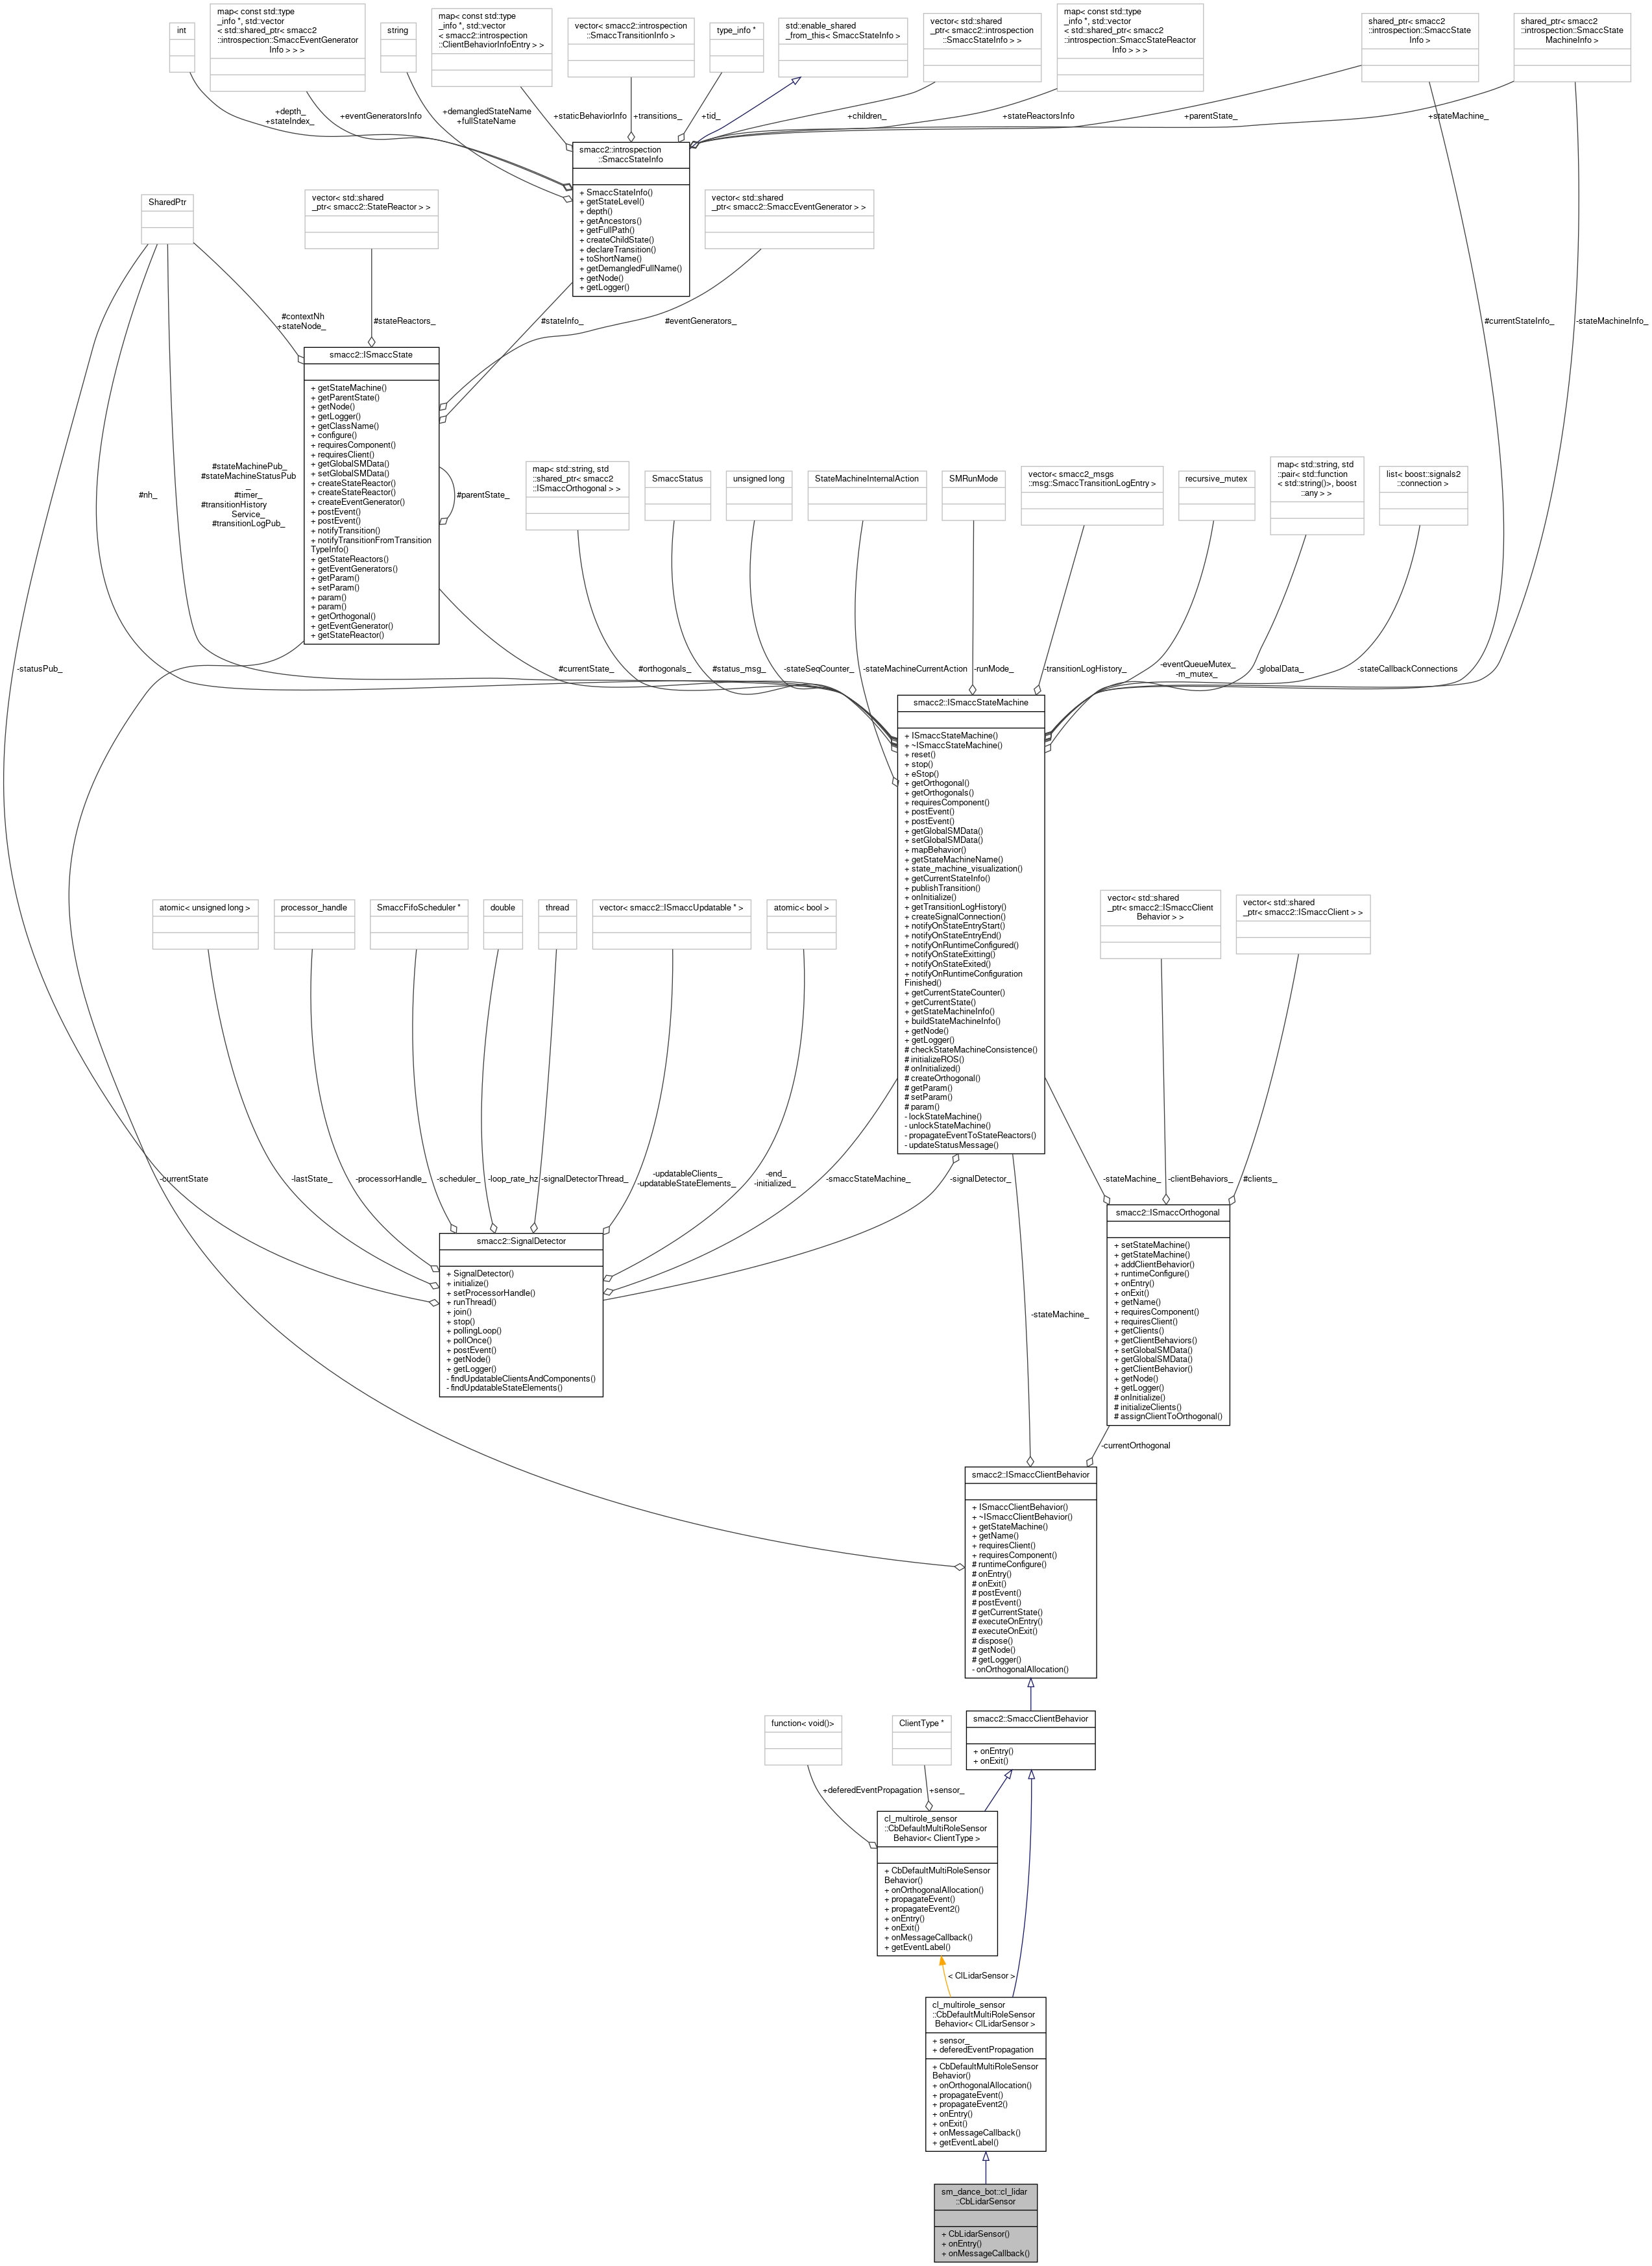 int
map< const std::type
_info *, std::vector
< std::shared_ptr< smacc2
::introspection::SmaccEventGenerator
Info > > >
string
map< const std::type
_info *, std::vector
< smacc2::introspection
::ClientBehaviorInfoEntry > >
vector< smacc2::introspection
::SmaccTransitionInfo >
type_info *
std::enable_shared
_from_this< SmaccStateInfo >
vector< std::shared
_ptr< smacc2::introspection
::SmaccStateInfo > >
map< const std::type
_info *, std::vector
< std::shared_ptr< smacc2
::introspection::SmaccStateReactor
Info > > >
shared_ptr< smacc2
::introspection::SmaccState
Info >
shared_ptr< smacc2
::introspection::SmaccState
MachineInfo >
+depth_
+stateIndex_
+eventGeneratorsInfo
+demangledStateName
+fullStateName
+staticBehaviorInfo
+transitions_
+tid_
+children_
+stateReactorsInfo
+parentState_
+stateMachine_
smacc2::introspection
::SmaccStateInfo
+ SmaccStateInfo()
+ getStateLevel()
+ depth()
+ getAncestors()
+ getFullPath()
+ createChildState()
+ declareTransition()
+ toShortName()
+ getDemangledFullName()
+ getNode()
+ getLogger()
SharedPtr
vector< std::shared
_ptr< smacc2::StateReactor > >
vector< std::shared
_ptr< smacc2::SmaccEventGenerator > >
#contextNh
+stateNode_
#stateReactors_
#stateInfo_
#eventGenerators_
#currentStateInfo_
-stateMachineInfo_
smacc2::ISmaccState
+ getStateMachine()
+ getParentState()
+ getNode()
+ getLogger()
+ getClassName()
+ configure()
+ requiresComponent()
+ requiresClient()
+ getGlobalSMData()
+ setGlobalSMData()
+ createStateReactor()
+ createStateReactor()
+ createEventGenerator()
+ postEvent()
+ postEvent()
+ notifyTransition()
+ notifyTransitionFromTransition
TypeInfo()
+ getStateReactors()
+ getEventGenerators()
+ getParam()
+ setParam()
+ param()
+ param()
+ getOrthogonal()
+ getEventGenerator()
+ getStateReactor()
#parentState_
#nh_
#stateMachinePub_
#stateMachineStatusPub
_
#timer_
#transitionHistory
Service_
#transitionLogPub_
map< std::string, std
::shared_ptr< smacc2
::ISmaccOrthogonal > >
SmaccStatus
unsigned long
StateMachineInternalAction
SMRunMode
vector< smacc2_msgs
::msg::SmaccTransitionLogEntry >
recursive_mutex
map< std::string, std
::pair< std::function
< std::string()>, boost
::any > >
list< boost::signals2
::connection >
-statusPub_
#currentState_
#orthogonals_
#status_msg_
-stateSeqCounter_
-stateMachineCurrentAction
-runMode_
-transitionLogHistory_
-eventQueueMutex_
-m_mutex_
-globalData_
-stateCallbackConnections
smacc2::ISmaccStateMachine
+ ISmaccStateMachine()
+ ~ISmaccStateMachine()
+ reset()
+ stop()
+ eStop()
+ getOrthogonal()
+ getOrthogonals()
+ requiresComponent()
+ postEvent()
+ postEvent()
+ getGlobalSMData()
+ setGlobalSMData()
+ mapBehavior()
+ getStateMachineName()
+ state_machine_visualization()
+ getCurrentStateInfo()
+ publishTransition()
+ onInitialize()
+ getTransitionLogHistory()
+ createSignalConnection()
+ notifyOnStateEntryStart()
+ notifyOnStateEntryEnd()
+ notifyOnRuntimeConfigured()
+ notifyOnStateExitting()
+ notifyOnStateExited()
+ notifyOnRuntimeConfiguration
Finished()
+ getCurrentStateCounter()
+ getCurrentState()
+ getStateMachineInfo()
+ buildStateMachineInfo()
+ getNode()
+ getLogger()
# checkStateMachineConsistence()
# initializeROS()
# onInitialized()
# createOrthogonal()
# getParam()
# setParam()
# param()
- lockStateMachine()
- unlockStateMachine()
- propagateEventToStateReactors()
- updateStatusMessage()
atomic< unsigned long >
processor_handle
SmaccFifoScheduler *
double
thread
vector< smacc2::ISmaccUpdatable * >
atomic< bool >
vector< std::shared
_ptr< smacc2::ISmaccClient
Behavior > >
vector< std::shared
_ptr< smacc2::ISmaccClient > >
-currentState
-lastState_
-processorHandle_
-scheduler_
-loop_rate_hz
-signalDetectorThread_
-updatableClients_
-updatableStateElements_
-end_
-initialized_
-smaccStateMachine_
-signalDetector_
-stateMachine_
-clientBehaviors_
#clients_
smacc2::SignalDetector
+ SignalDetector()
+ initialize()
+ setProcessorHandle()
+ runThread()
+ join()
+ stop()
+ pollingLoop()
+ pollOnce()
+ postEvent()
+ getNode()
+ getLogger()
- findUpdatableClientsAndComponents()
- findUpdatableStateElements()
smacc2::ISmaccOrthogonal
+ setStateMachine()
+ getStateMachine()
+ addClientBehavior()
+ runtimeConfigure()
+ onEntry()
+ onExit()
+ getName()
+ requiresComponent()
+ requiresClient()
+ getClients()
+ getClientBehaviors()
+ setGlobalSMData()
+ getGlobalSMData()
+ getClientBehavior()
+ getNode()
+ getLogger()
# onInitialize()
# initializeClients()
# assignClientToOrthogonal()
-stateMachine_
-currentOrthogonal
smacc2::ISmaccClientBehavior
+ ISmaccClientBehavior()
+ ~ISmaccClientBehavior()
+ getStateMachine()
+ getName()
+ requiresClient()
+ requiresComponent()
# runtimeConfigure()
# onEntry()
# onExit()
# postEvent()
# postEvent()
# getCurrentState()
# executeOnEntry()
# executeOnExit()
# dispose()
# getNode()
# getLogger()
- onOrthogonalAllocation()
function< void()>
ClientType *
smacc2::SmaccClientBehavior
+ onEntry()
+ onExit()
+deferedEventPropagation
+sensor_
cl_multirole_sensor
::CbDefaultMultiRoleSensor
Behavior< ClientType >
+ CbDefaultMultiRoleSensor
Behavior()
+ onOrthogonalAllocation()
+ propagateEvent()
+ propagateEvent2()
+ onEntry()
+ onExit()
+ onMessageCallback()
+ getEventLabel()
< ClLidarSensor >
cl_multirole_sensor
::CbDefaultMultiRoleSensor
Behavior< ClLidarSensor >
+ sensor_
+ deferedEventPropagation
+ CbDefaultMultiRoleSensor
Behavior()
+ onOrthogonalAllocation()
+ propagateEvent()
+ propagateEvent2()
+ onEntry()
+ onExit()
+ onMessageCallback()
+ getEventLabel()
sm_dance_bot::cl_lidar
::CbLidarSensor
+ CbLidarSensor()
+ onEntry()
+ onMessageCallback()